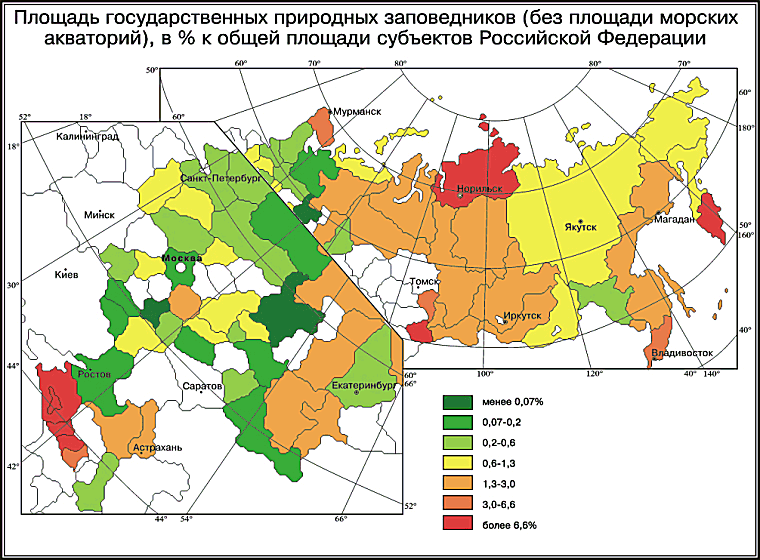 Площадь государственных природных заповедников (без площади морских
акваторий), в % к общей площади субъектов Российской Федерации
50° 60° 70° 80° 80° 70°
60°
180°
50°
160°
40°
52° 18° 60°
18°
30°
44°
42°
Мурманск
Калининград
Санкт-Петербург
Норильск
Минск
Магадан
Якутск
Москва
Киев
Томск
Иркутск
Владивосток
Ростов
Саратов
Екатеринбург
Астрахань
60°
66°
100° 120° 40° 140°
52°
44° 54° 66°
менее 0,07%
0,07-0,2
0,2-0,6
0,6-1,3
1,3-3,0
3,0-6,6
более 6,6%